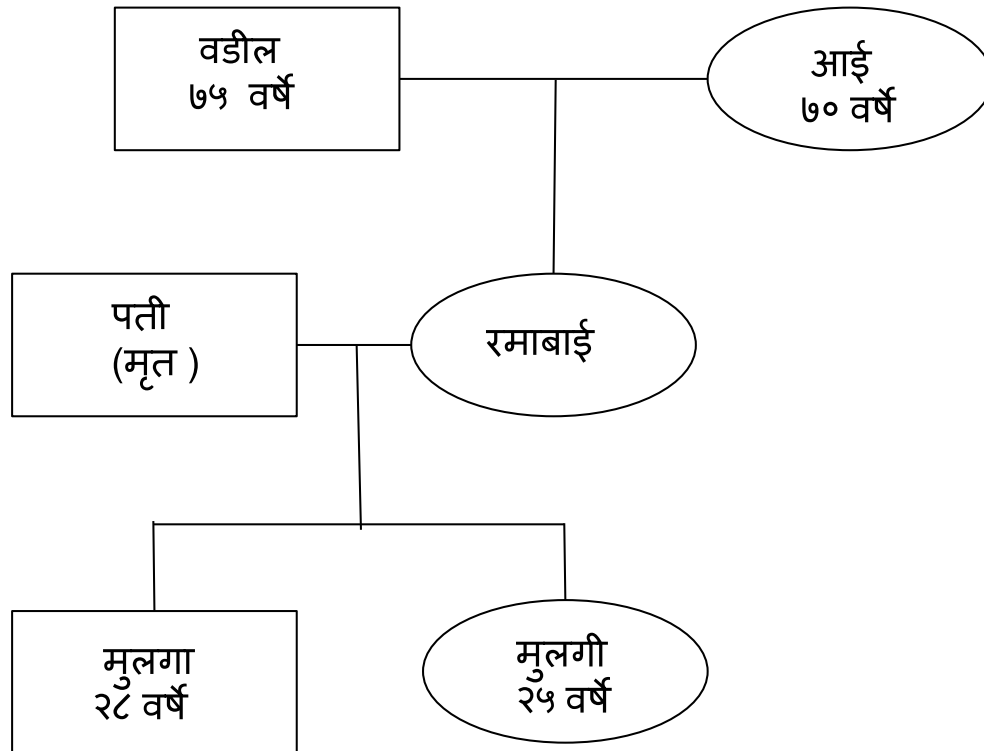 वडील
७५ वर्षे
आई
७० वर्षे
पती
(मृत )
रमाबाई
मुलगा
२८ वर्षे
मुलगी
२५ वर्षे